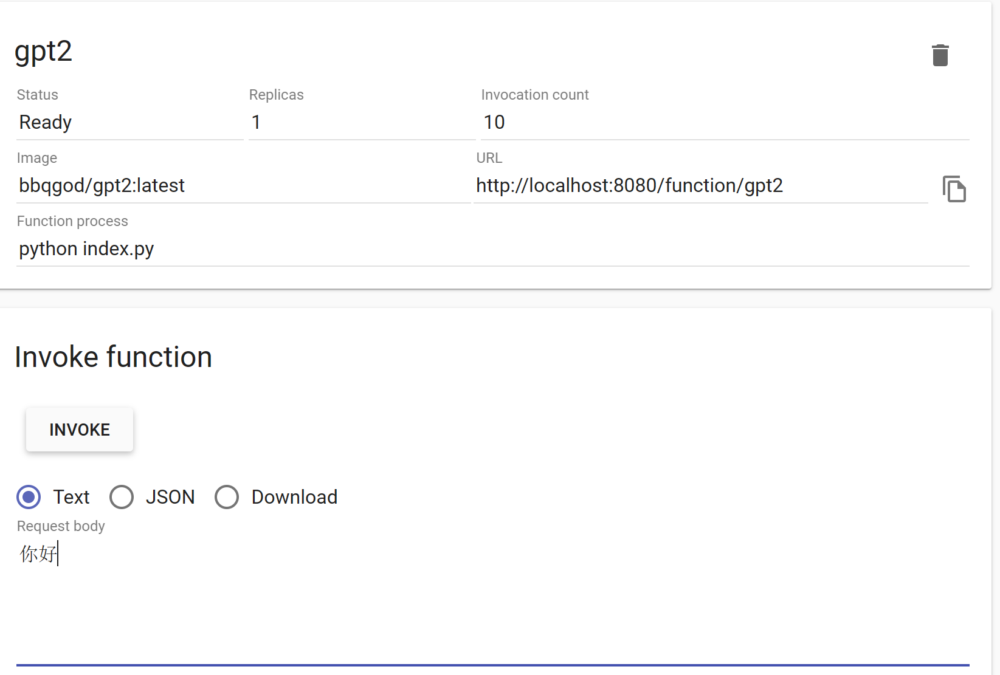 gpt2
Status Replicas Invocation count
Ready 1 10
Image URL
bbqgod/gpt2:latest http://localhost:8080/function/gpt2
Function process
python index.py
Invoke function
INVOKE
Text JSON Download
Request body
你好